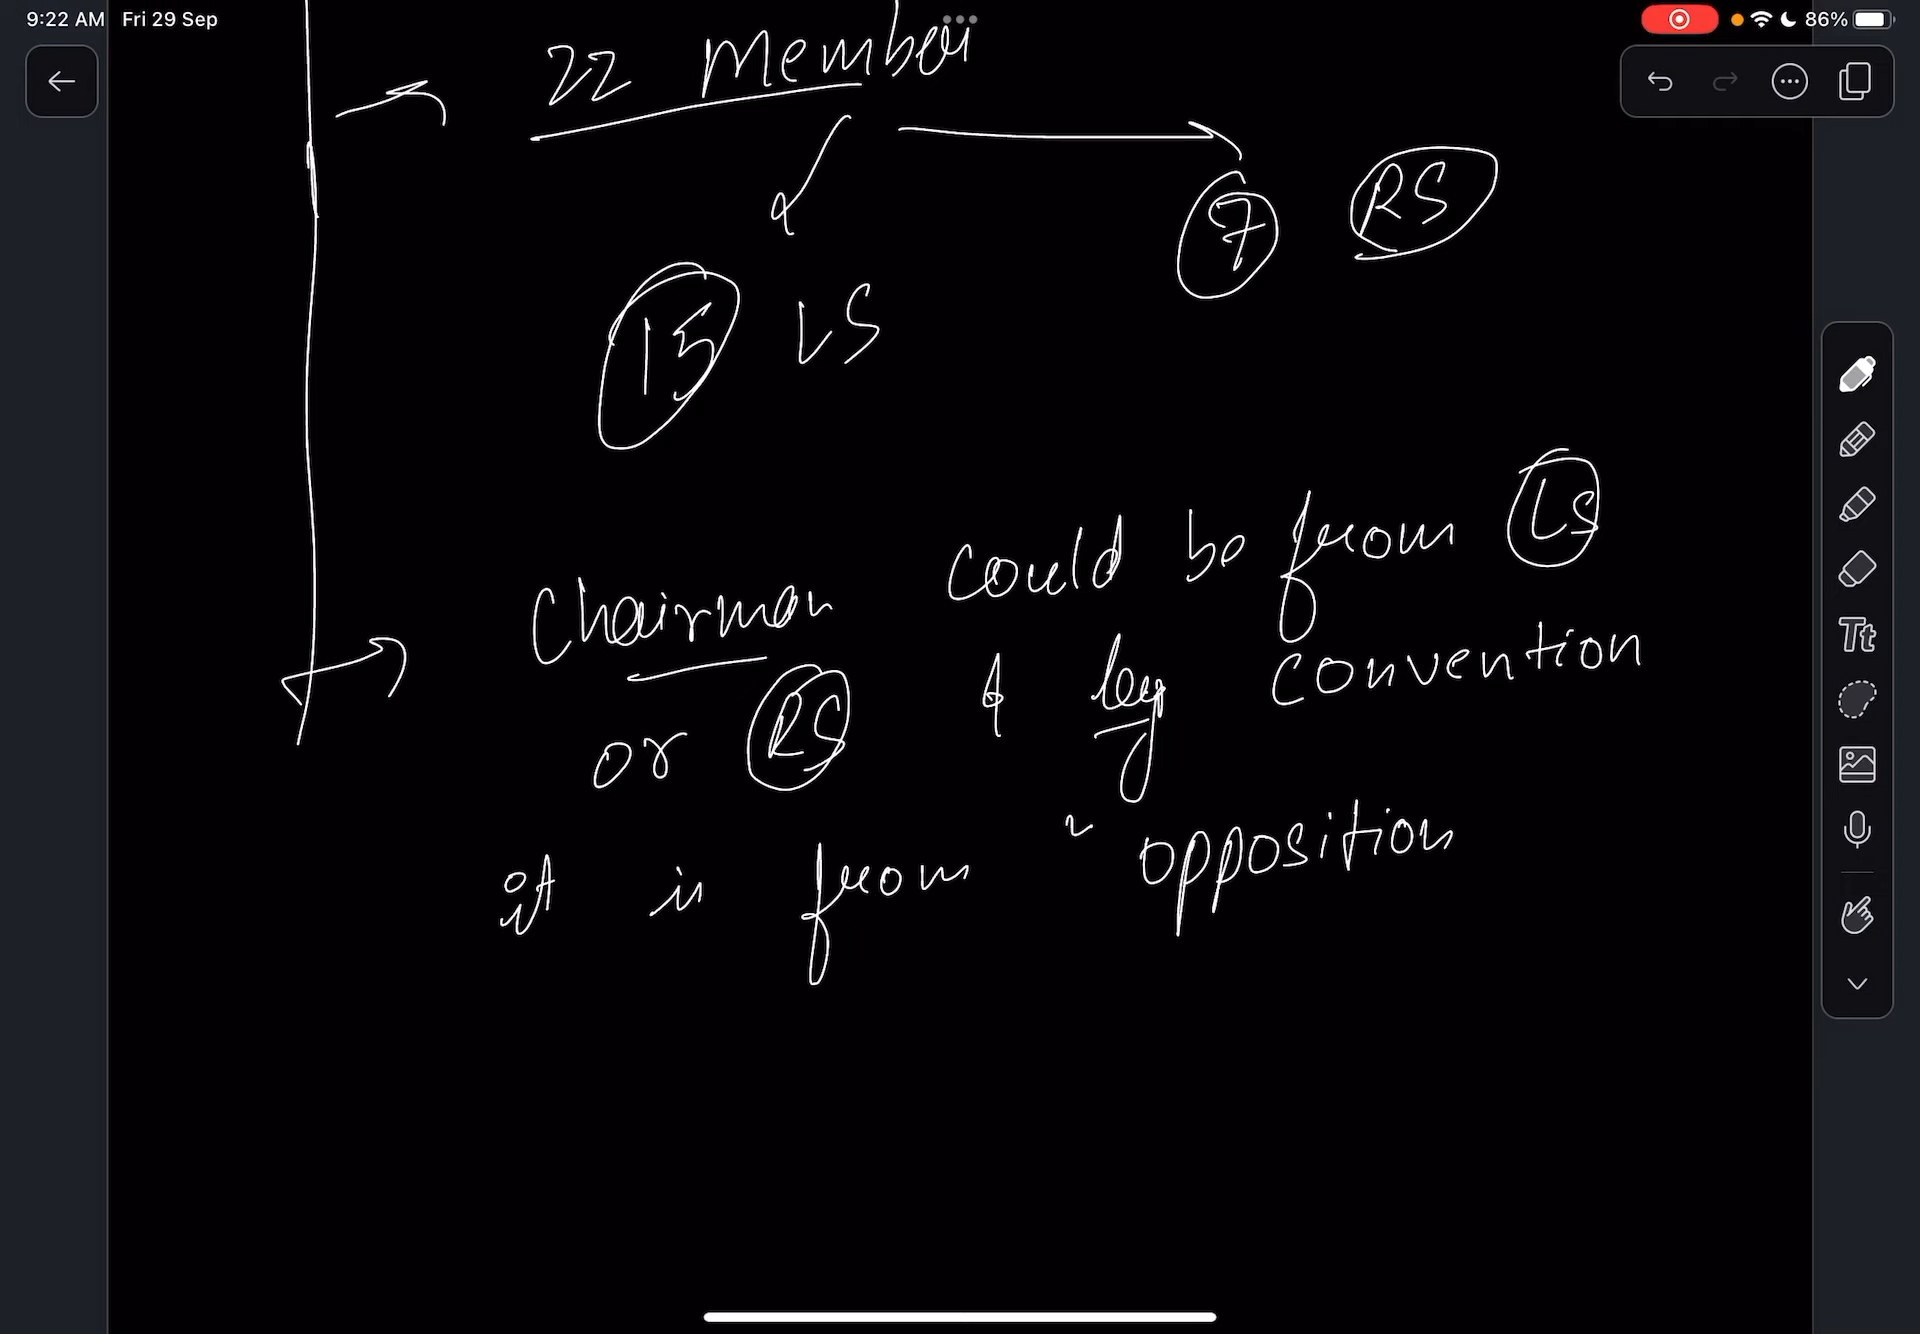 9:22 AM Fri 29 Sep 86%
22 Member
7 RS
15 LS
Chairman could be from LS
or RS & by convention
it is from opposition
Tt